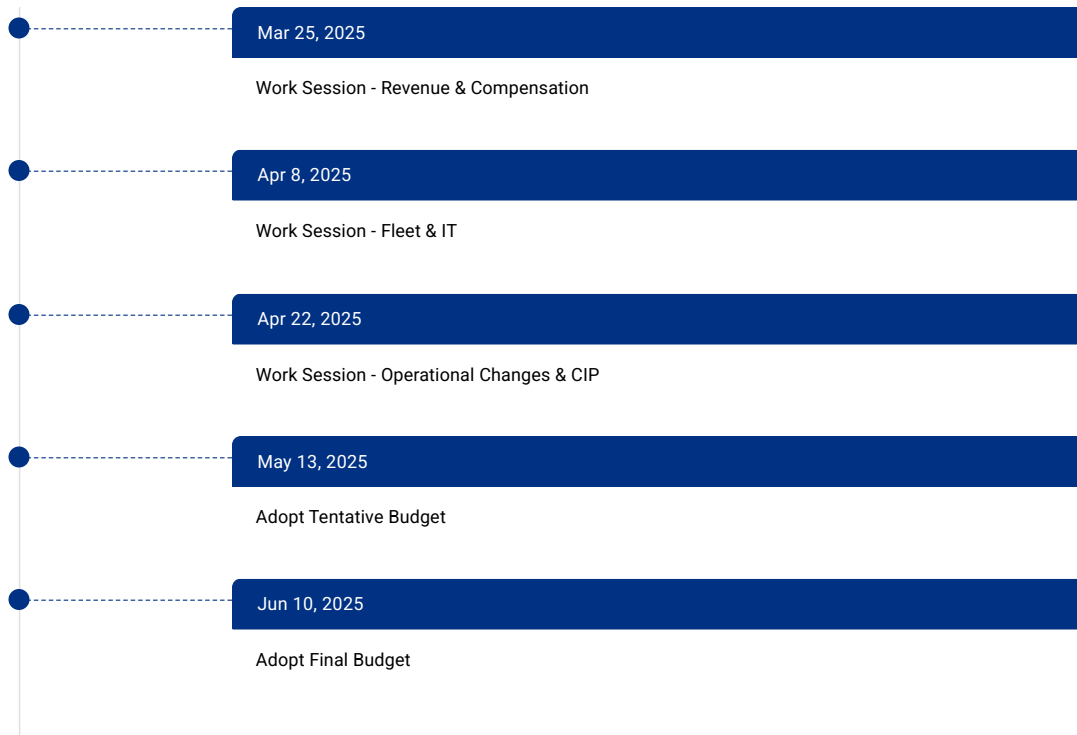 Mar 25, 2025
Work Session - Revenue & Compensation
Apr 8, 2025
Work Session - Fleet & IT
Apr 22, 2025
Work Session - Operational Changes & CIP
May 13, 2025
Adopt Tentative Budget
Jun 10, 2025
Adopt Final Budget